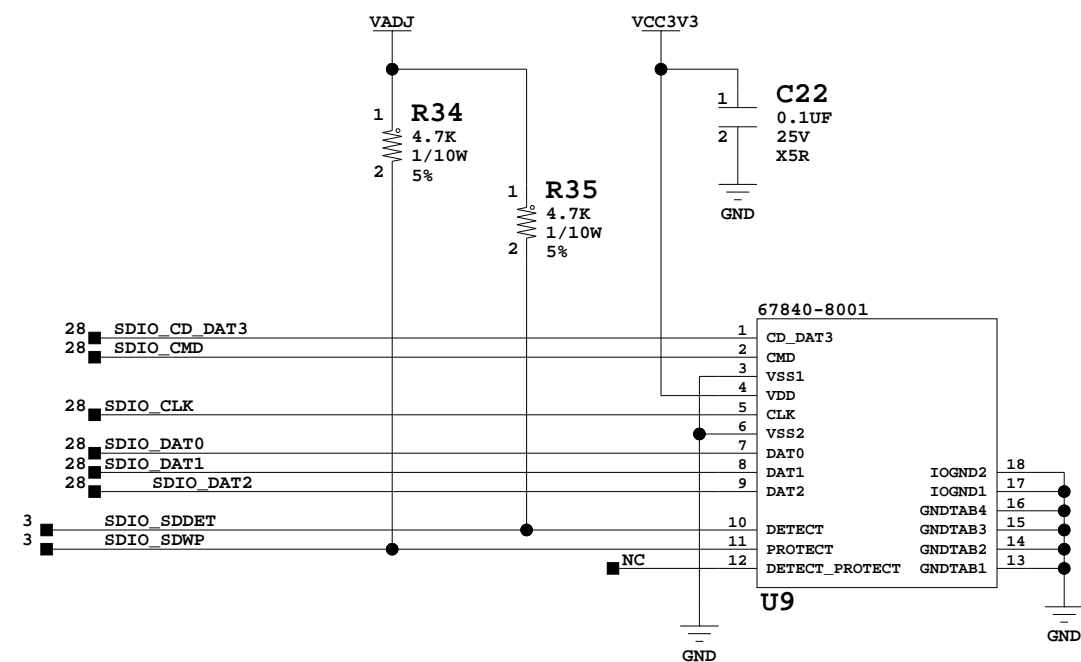 VADJ
VCC3V3
1
R34
4.7K
1/10W
2
5%
1
R35
4.7K
1/10W
2
5%
1
C22
0.1UF
2
25V
X5R
GND
67840-8001
28 SDIO_CD_DAT3 1 CD_DAT3
28 SDIO_CMD 2 CMD
3 VSS1
4 VDD
28 SDIO_CLK 5 CLK
6 VSS2
28 SDIO_DAT0 7 DAT0
28 SDIO_DAT1 8 DAT1 IOGND2 18
28 SDIO_DAT2 9 DAT2 IOGND1 17
GNDTAB4 16
3 SDIO_SDDET 10 DETECT GNDTAB3 15
3 SDIO_SDWP 11 PROTECT GNDTAB2 14
NC 12 DETECT_PROTECT GNDTAB1 13
U9
GND
GND